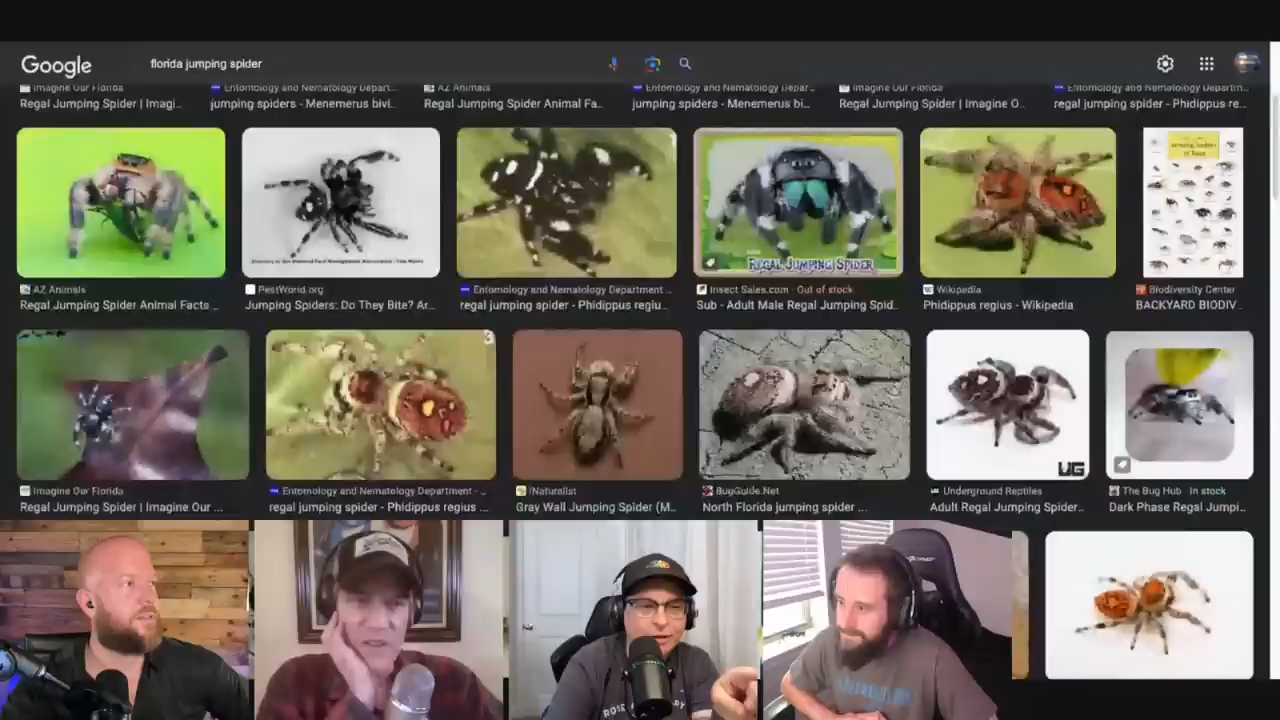 Google
florida jumping spider
Imagine Our Florida
Entomology and Nematology Depart...
AZ Animals
Entomology and Nematology Depar...
Imagine Our Florida
Entomology and Nematology Departm...
Regal Jumping Spider | Imagi...
jumping spiders - Menemerus bivi...
Regal Jumping Spider Animal Fa...
jumping spiders - Menemerus bi...
Regal Jumping Spider | Imagine O...
regal jumping spider - Phidippus re...
REGAL JUMPING SPIDER
AZ Animals
PestWorld.org
Entomology and Nematology Department ...
Insect Sales.com · Out of stock
Wikipedia
Biodiversity Center
Regal Jumping Spider Animal Facts ...
Jumping Spiders: Do They Bite? Ar...
regal jumping spider - Phidippus regiu...
Sub - Adult Male Regal Jumping Spid...
Phidippus regius - Wikipedia
BACKYARD BIODIV...
UG
Imagine Our Florida
Entomology and Nematology Department - ...
iNaturalist
BugGuide.Net
Underground Reptiles
The Bug Hub · In stock
Regal Jumping Spider | Imagine Our ...
regal jumping spider - Phidippus regius ...
Gray Wall Jumping Spider (M...
North Florida jumping spider ...
Adult Regal Jumping Spider...
Dark Phase Regal Jumpi...